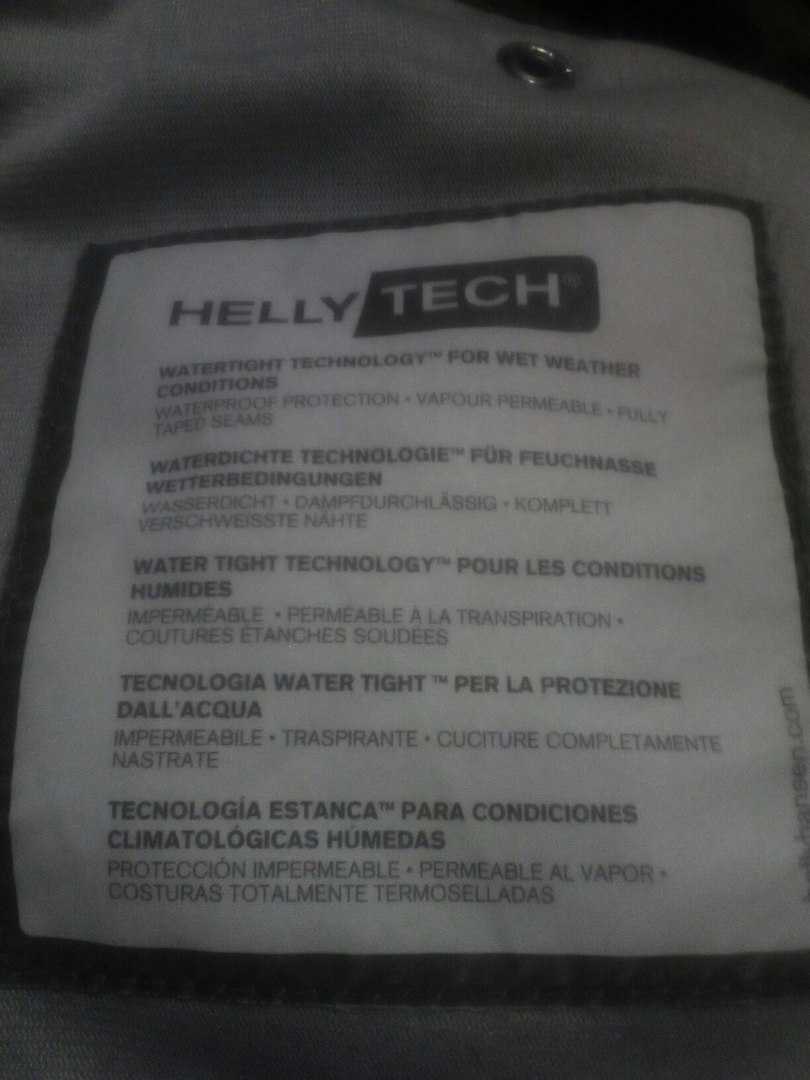 HELLY TECH®
WATERTIGHT TECHNOLOGY™ FOR WET WEATHER
CONDITIONS
WATERPROOF PROTECTION • VAPOUR PERMEABLE • FULLY
TAPED SEAMS
WATERDICHTE TECHNOLOGIE™ FÜR FEUCHNASSE
WETTERBEDINGUNGEN
WASSERDICHT • DAMPFDURCHLÄSSIG • KOMPLETT
VERSCHWEISSTE NÄHTE
WATER TIGHT TECHNOLOGY™ POUR LES CONDITIONS
HUMIDES
IMPERMÉABLE • PERMÉABLE À LA TRANSPIRATION •
COUTURES ÉTANCHES SOUDÉES
TECNOLOGIA WATER TIGHT ™ PER LA PROTEZIONE
DALL'ACQUA
IMPERMEABILE • TRASPIRANTE • CUCITURE COMPLETAMENTE
NASTRATE
TECNOLOGÍA ESTANCA™ PARA CONDICIONES
CLIMATOLÓGICAS HÚMEDAS
PROTECCIÓN IMPERMEABLE • PERMEABLE AL VAPOR •
COSTURAS TOTALMENTE TERMOSELLADAS